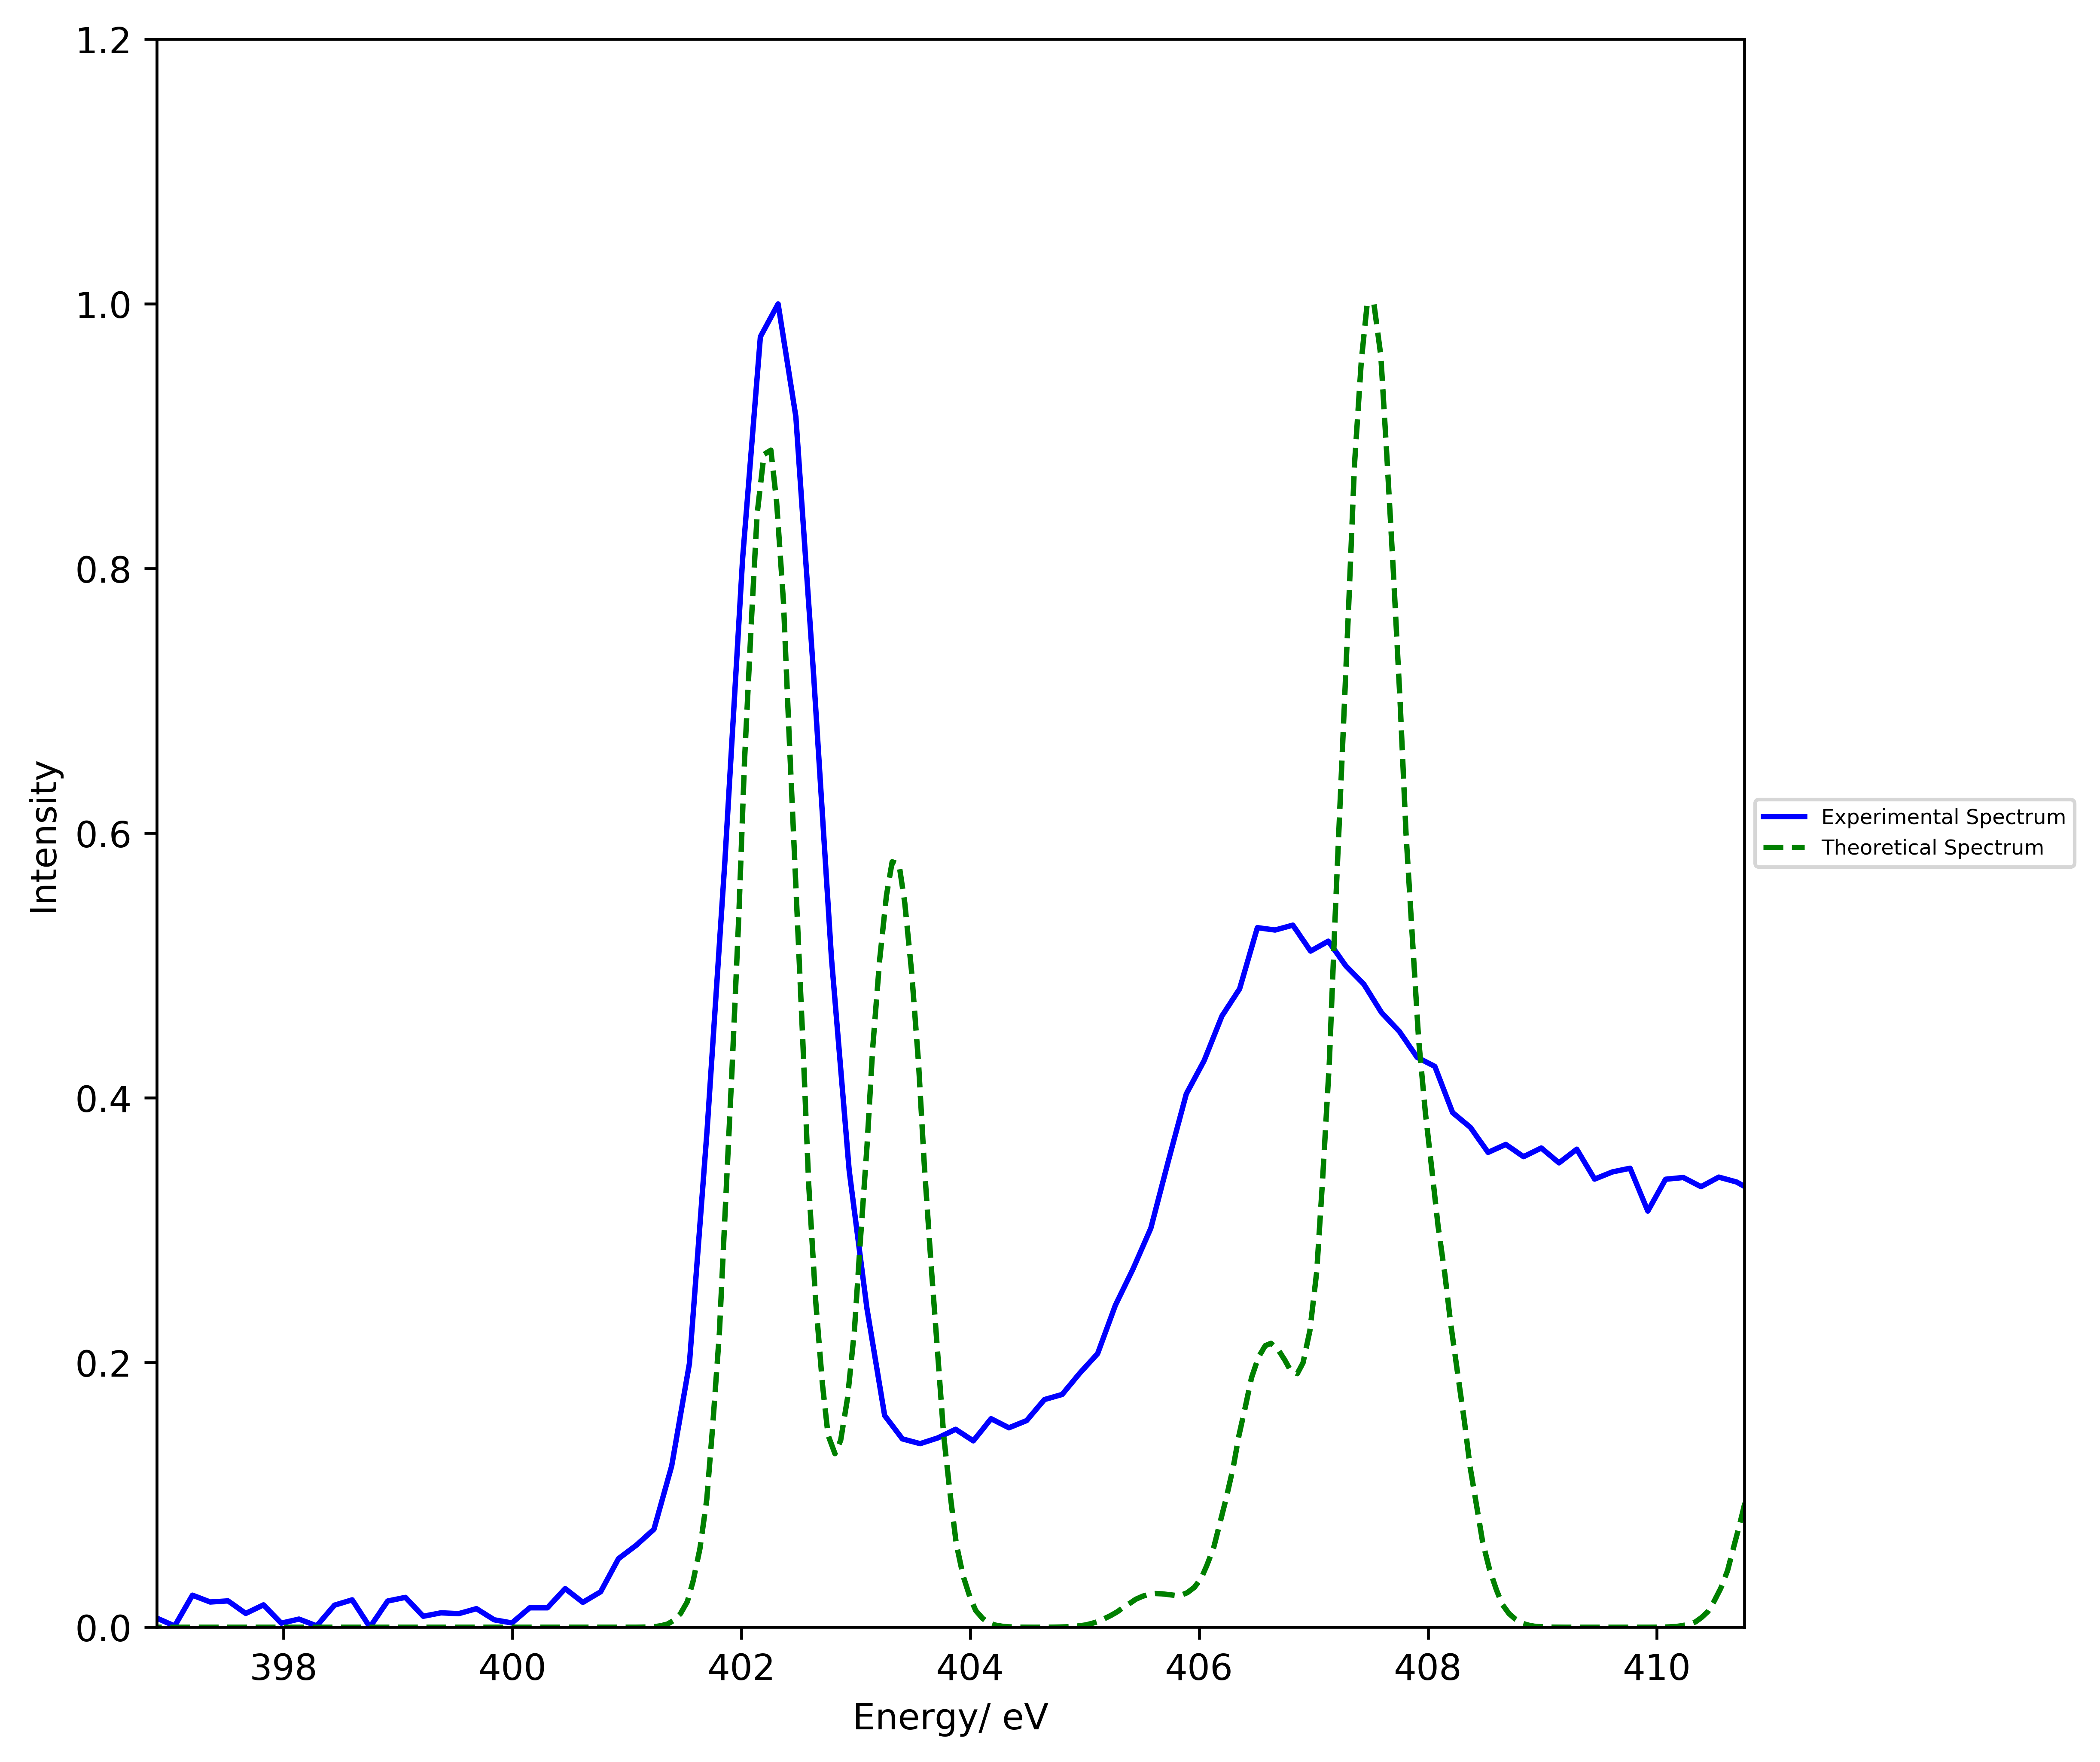 1.2
1.0
0.8
0.6
0.4
0.2
0.0
Intensity
398 400 402 404 406 408 410
Energy/ eV
Experimental Spectrum
Theoretical Spectrum